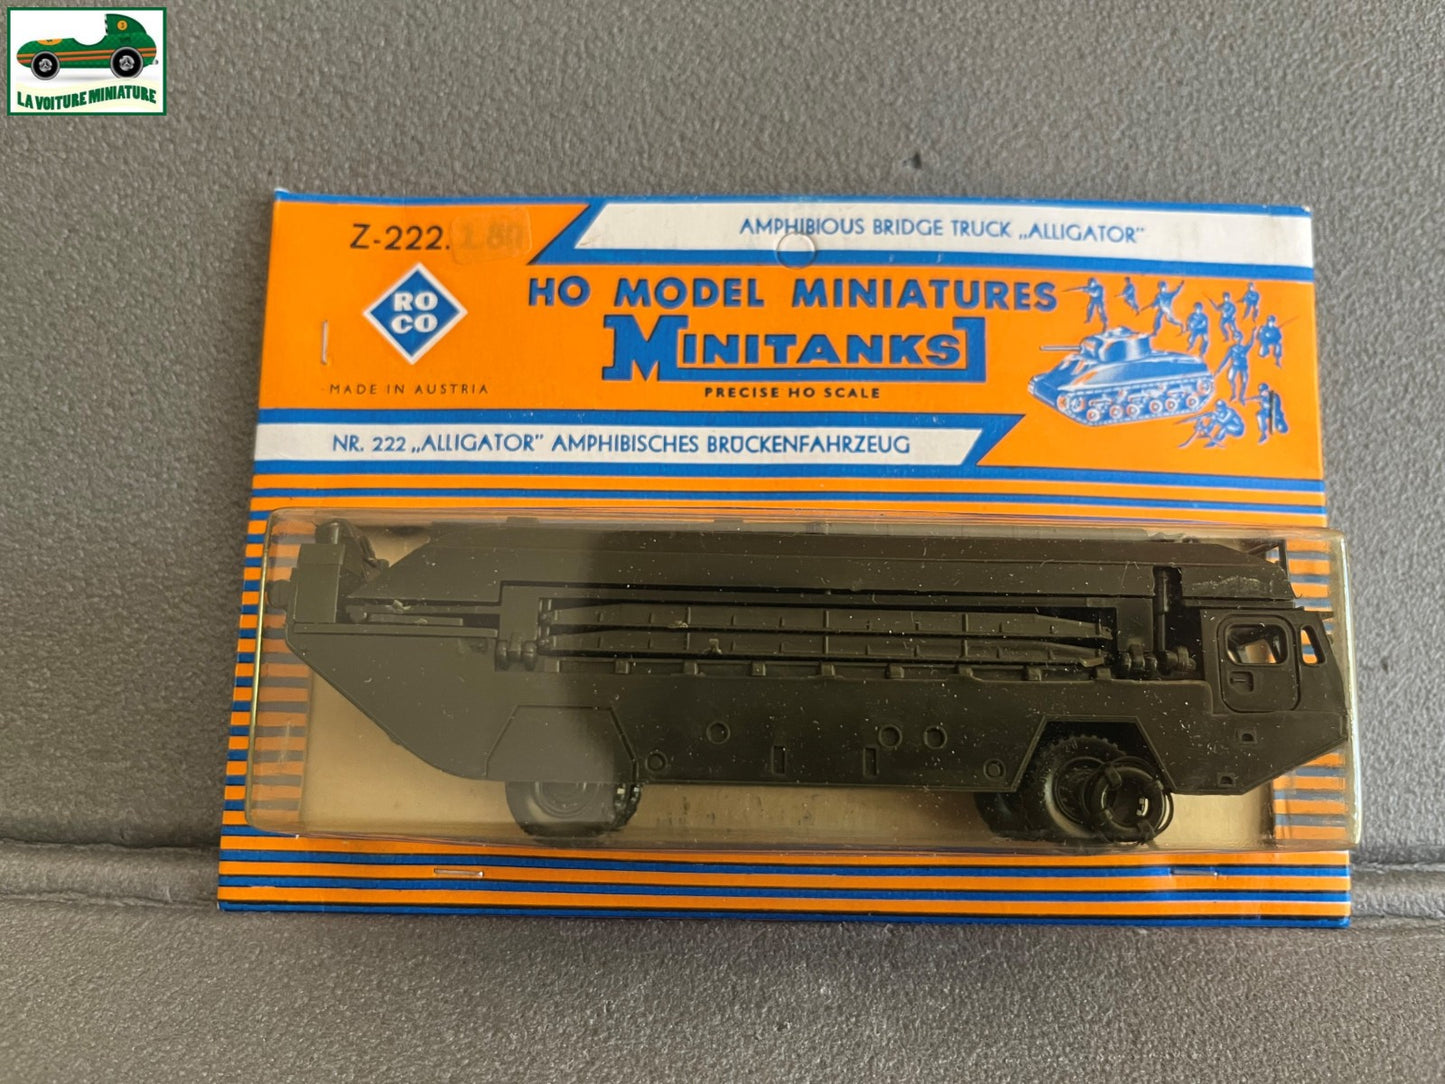 LA VOITURE MINIATURE
Z-222.
AMPHIBIOUS BRIDGE TRUCK „ALLIGATOR"
RO
CO
HO MODEL MINIATURES
MINITANKS
MADE IN AUSTRIA
PRECISE HO SCALE
NR. 222 „ALLIGATOR" AMPHIBISCHES BRÜCKENFAHRZEUG